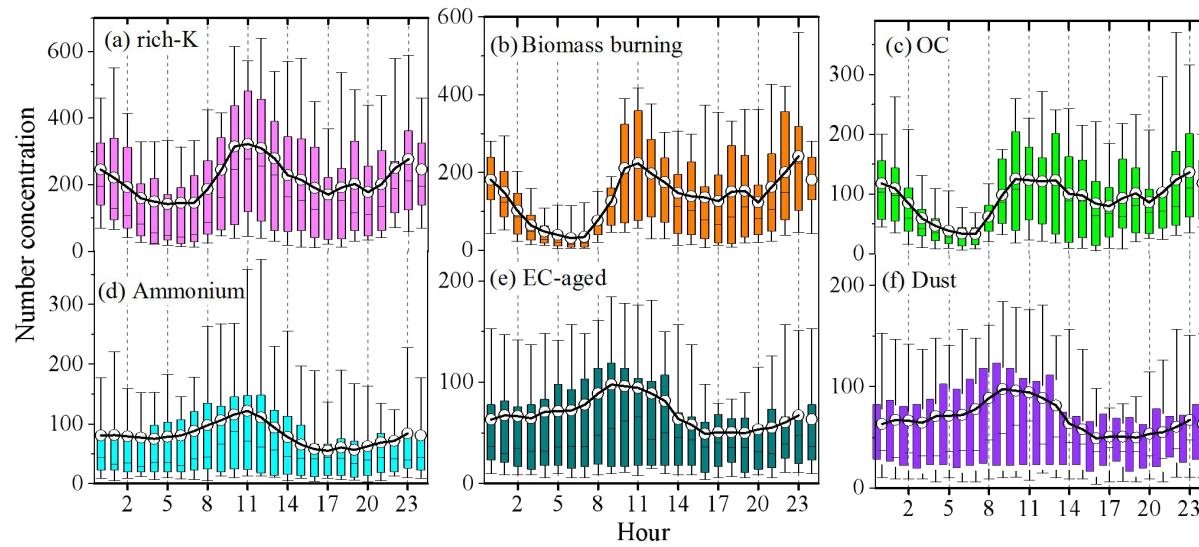 (a) rich-K
(b) Biomass burning
(c) OC
600
400
200
0
600
400
200
0
300
200
100
0
Number concentration
(d) Ammonium
(e) EC-aged
(f) Dust
300
200
100
0
200
100
0
200
100
0
2 5 8 11 14 17 20 23
2 5 8 11 14 17 20 23
2 5 8 11 14 17 20 23
Hour